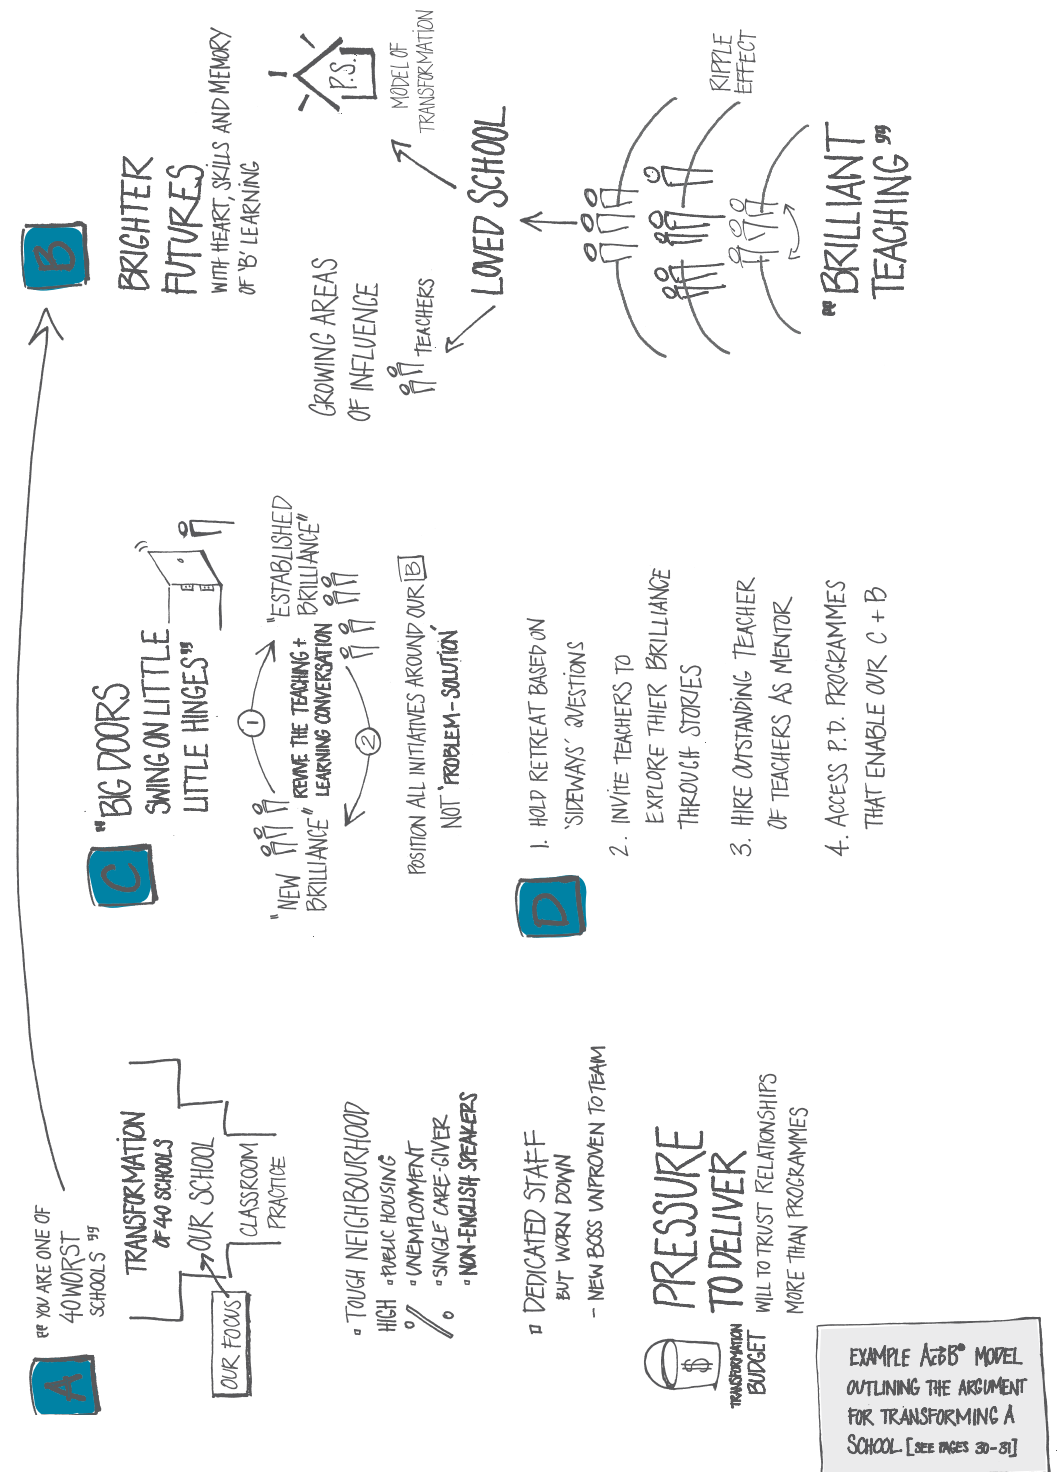 A
“ YOU ARE ONE OF
40 WORST
SCHOOLS ”
TRANSFORMATION
OF 40 SCHOOLS
OUR SCHOOL
CLASSROOM
PRACTICE
OUR FOCUS
TOUGH NEIGHBOURHOOD
HIGH
%
PUBLIC HOUSING
UNEMPLOYMENT
SINGLE CARE-GIVER
NON-ENGLISH SPEAKERS
DEDICATED STAFF
BUT WORN DOWN
- NEW BOSS UNPROVEN TO TEAM
$
TRANSFORMATION
BUDGET
PRESSURE
TO DELIVER
WILL TO TRUST RELATIONSHIPS
MORE THAN PROGRAMMES
C
“BIG DOORS
SWING ON LITTLE
LITTLE HINGES”
"NEW
BRILLIANCE"
1
REVIVE THE TEACHING +
LEARNING CONVERSATION
2
"ESTABLISHED
BRILLIANCE"
POSITION ALL INITIATIVES AROUND OUR B
NOT 'PROBLEM-SOLUTION'
D
1. HOLD RETREAT BASED ON
'SIDEWAYS' QUESTIONS
2. INVITE TEACHERS TO
EXPLORE THIER BRILLIANCE
THROUGH STORIES
3. HIRE OUTSTANDING TEACHER
OF TEACHERS AS MENTOR
4. ACCESS P.D. PROGRAMMES
THAT ENABLE OUR C + B
B
BRIGHTER
FUTURES
WITH HEART, SKILLS AND MEMORY
OF 'B' LEARNING
GROWING AREAS
OF INFLUENCE
TEACHERS
P.S.
MODEL OF
TRANSFORMATION
LOVED SCHOOL
RIPPLE
EFFECT
“BRILLIANT
TEACHING”
EXAMPLE ACDB® MODEL
OUTLINING THE ARGUMENT
FOR TRANSFORMING A
SCHOOL. [SEE PAGES 30-31]